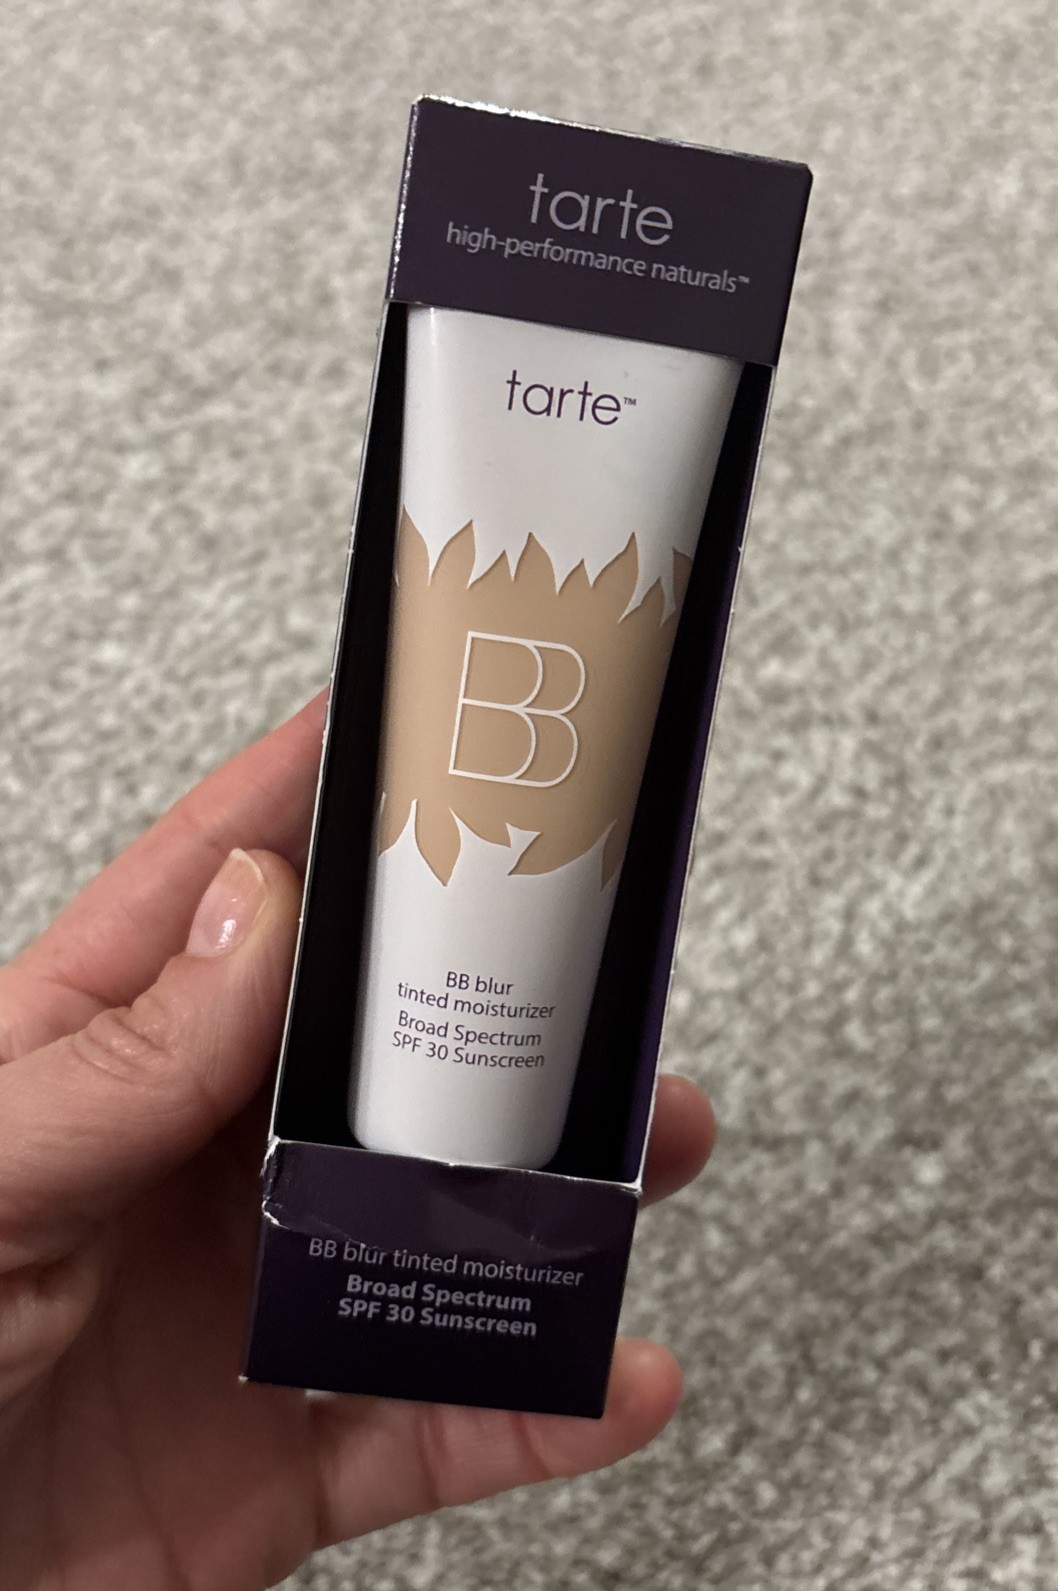 tarte
high-performance naturals™
tarte™
BB
BB blur
tinted moisturizer
Broad Spectrum
SPF 30 Sunscreen
BB blur tinted moisturizer
Broad Spectrum
SPF 30 Sunscreen